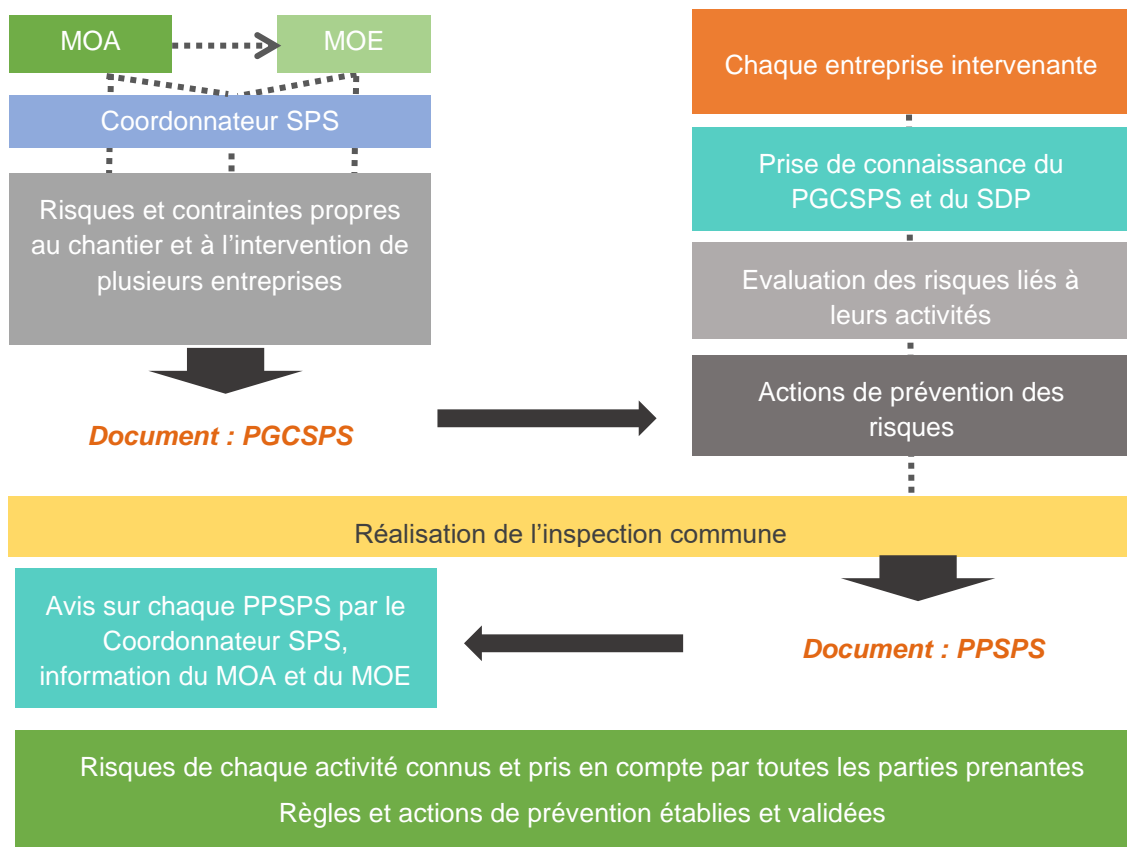 MOA
MOE
Coordonnateur SPS
Risques et contraintes propres
au chantier et à l’intervention de
plusieurs entreprises
Document : PGCSPS
Chaque entreprise intervenante
Prise de connaissance du
PGCSPS et du SDP
Evaluation des risques liés à
leurs activités
Actions de prévention des
risques
Réalisation de l’inspection commune
Document : PPSPS
Avis sur chaque PPSPS par le
Coordonnateur SPS,
information du MOA et du MOE
Risques de chaque activité connus et pris en compte par toutes les parties prenantes
Règles et actions de prévention établies et validées